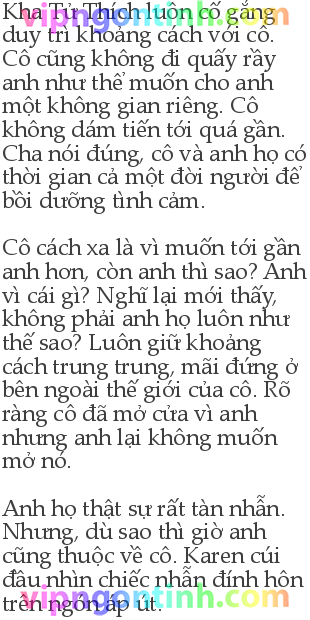 Kha Tử Thích luôn cố gắng
vipngontinh.com
duy trì khoảng cách với cô.
Cô cũng không đi quấy rầy
anh như thể muốn cho anh
một không gian riêng. Cô
không dám tiến tới quá gần.
Cha nói đúng, cô và anh họ có
thời gian cả một đời người để
bồi dưỡng tình cảm.
Cô cách xa là vì muốn tới gần
anh hơn, còn anh thì sao? Anh
vì cái gì? Nghĩ lại mới thấy,
không phải anh họ luôn như
thế sao? Luôn giữ khoảng
cách trung trung, mãi đứng ở
bên ngoài thế giới của cô. Rõ
ràng cô đã mở cửa vì anh
nhưng anh lại không muốn
mở nó.
Anh họ thật sự rất tàn nhẫn.
Nhưng, dù sao thì giờ anh
cũng thuộc về cô. Karen cúi
đầu nhìn chiếc nhẫn đính hôn
trên ngón áp út.
vipngontinh.com